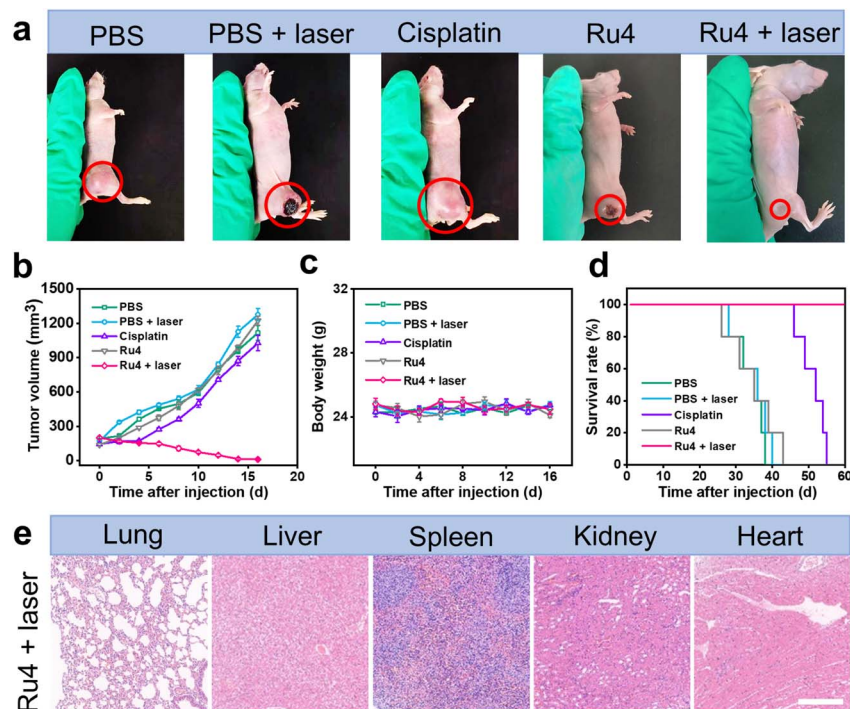 a
PBS
PBS + laser
Cisplatin
Ru4
Ru4 + laser
b
Tumor volume (mm³)
1500
1200
900
600
300
0
PBS
PBS + laser
Cisplatin
Ru4
Ru4 + laser
0 5 10 15 20
Time after injection (d)
c
Body weight (g)
32
28
24
PBS
PBS + laser
Cisplatin
Ru4
Ru4 + laser
0 4 8 12 16
Time after injection (d)
d
Survival rate (%)
100
80
60
40
20
0
PBS
PBS + laser
Cisplatin
Ru4
Ru4 + laser
0 20 30 40 50 60
Time after injection (d)
e
Lung
Liver
Spleen
Kidney
Heart
Ru4 + laser